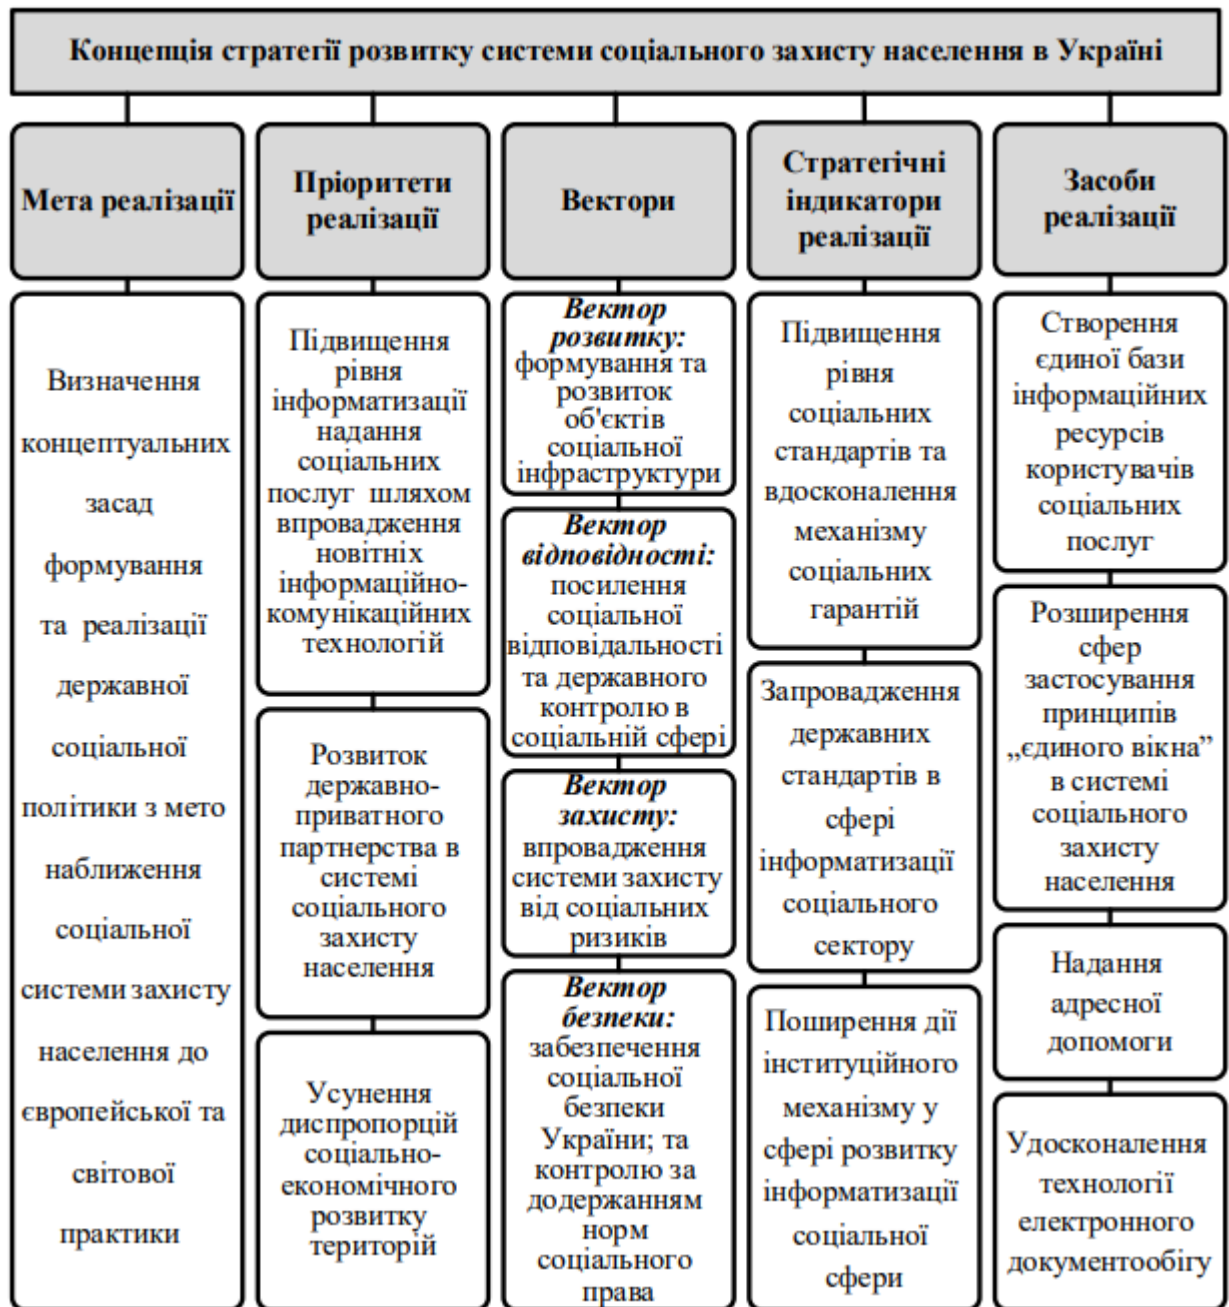 Концепція стратегії розвитку системи соціального захисту населення в Україні
Мета реалізації
Визначення
концептуальних
засад
формування
та реалізації
державної
соціальної
політики з мето
наближення
соціальної
системи захисту
населення до
європейської та
світової
практики
Пріоритети
реалізації
Підвищення
рівня
інформатизації
надання
соціальних
послуг шляхом
впровадження
новітніх
інформаційно-
комунікаційних
технологій
Розвиток
державно-
приватного
партнерства в
системі
соціального
захисту
населення
Усунення
диспропорцій
соціально-
економічного
розвитку
територій
Вектори
Вектор
розвитку:
формування та
розвиток
об'єктів
соціальної
інфраструктури
Вектор
відповідності:
посилення
соціальної
відповідальності
та державного
контролю в
соціальній сфері
Вектор
захисту:
впровадження
системи захисту
від соціальних
ризиків
Вектор
безпеки:
забезпечення
соціальної
безпеки
України; та
контролю за
додержанням
норм
соціального
права
Стратегічні
індикатори
реалізації
Підвищення
рівня
соціальних
стандартів та
вдосконалення
механізму
соціальних
гарантій
Запровадження
державних
стандартів в
сфері
інформатизації
соціального
сектору
Поширення дії
інституційного
механізму у
сфері розвитку
інформатизації
соціальної
сфери
Засоби
реалізації
Створення
єдиної бази
інформаційних
ресурсів
користувачів
соціальних
послуг
Розширення
сфер
застосування
принципів
„єдиного вікна”
в системі
соціального
захисту
населення
Надання
адресної
допомоги
Удосконалення
технології
електронного
документообігу